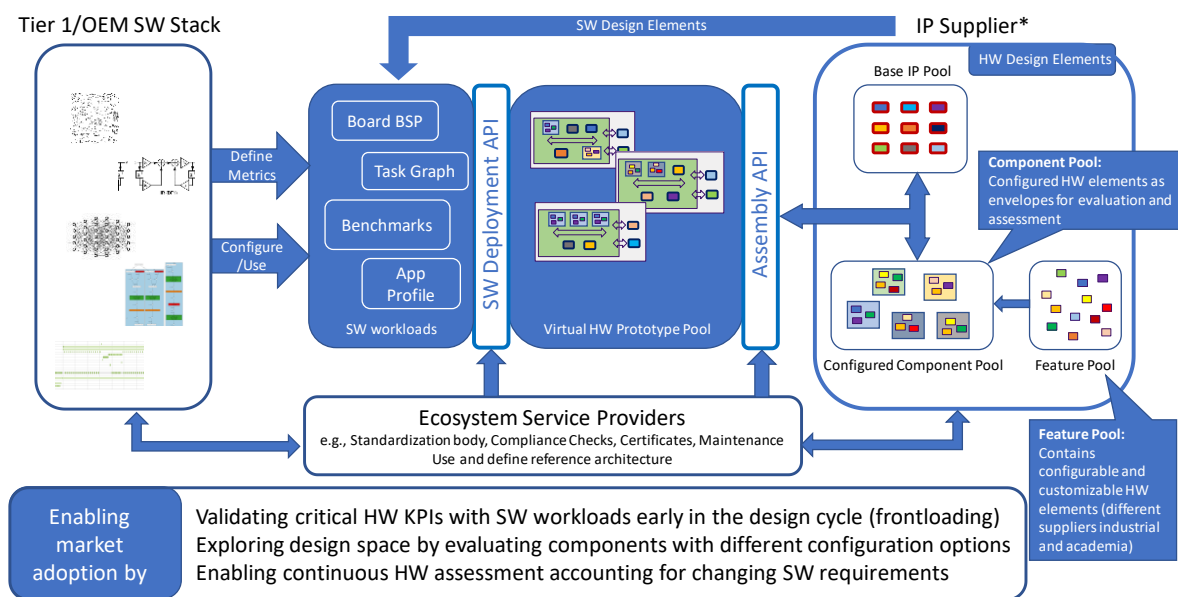 Tier 1/OEM SW Stack
SW Design Elements
IP Supplier*
HW Design Elements
Base IP Pool
Define
Metrics
Configure
/Use
Board BSP
Task Graph
Benchmarks
App
Profile
SW workloads
SW Deployment API
Virtual HW Prototype Pool
Assembly API
Component Pool:
Configured HW elements as
envelopes for evaluation and
assessment
Configured Component Pool
Feature Pool
Ecosystem Service Providers
e.g., Standardization body, Compliance Checks, Certificates, Maintenance
Use and define reference architecture
Feature Pool:
Contains
configurable and
customizable HW
elements (different
suppliers industrial
and academia)
Enabling
market
adoption by
Validating critical HW KPIs with SW workloads early in the design cycle (frontloading)
Exploring design space by evaluating components with different configuration options
Enabling continuous HW assessment accounting for changing SW requirements